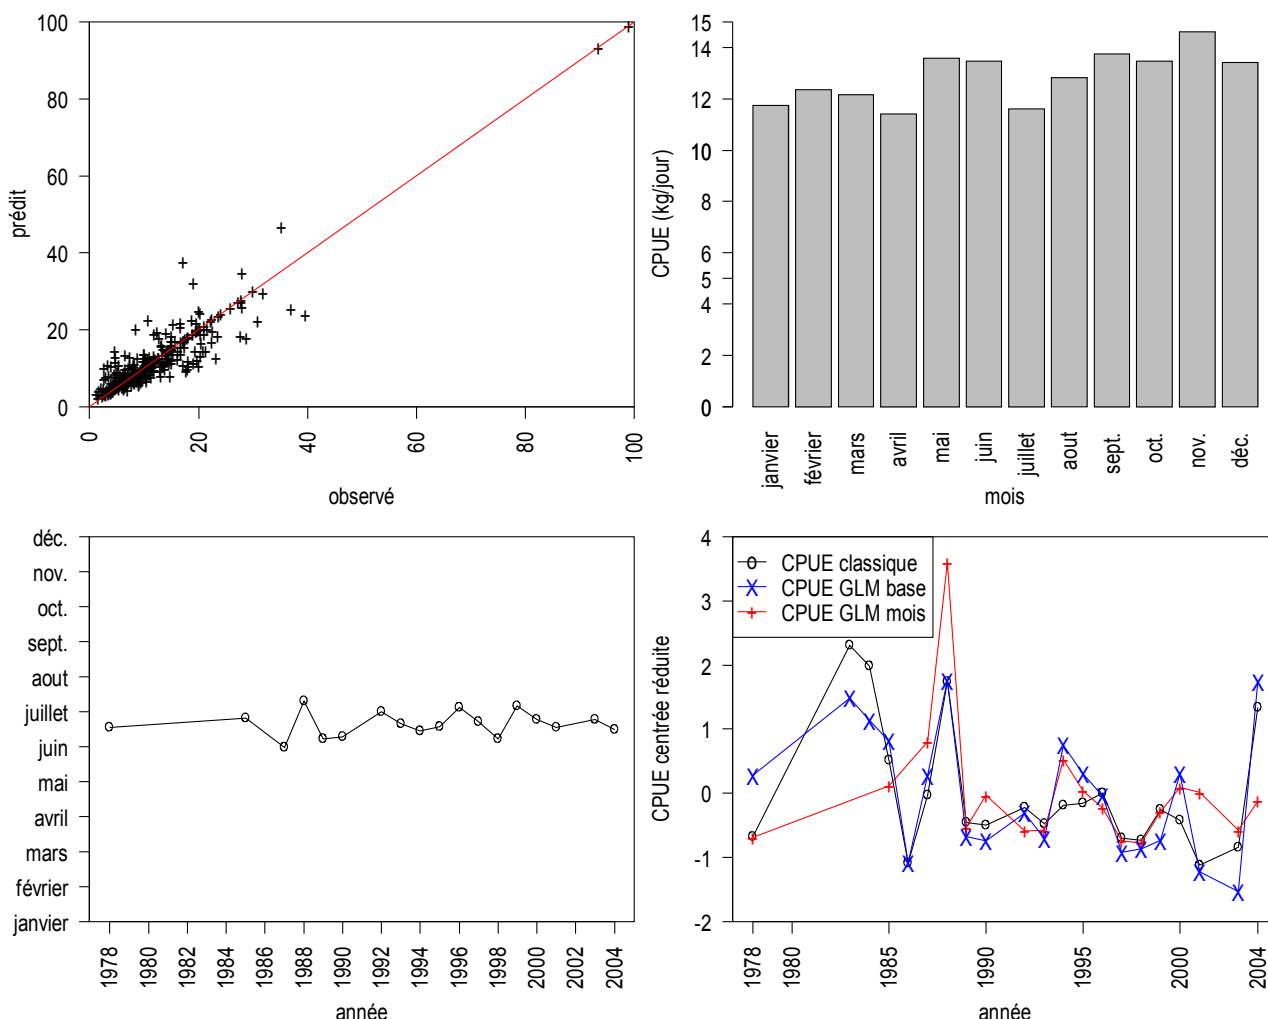 100
80
60
40
20
0
prédit
0
20
40
60
80
100
observé
15
14
12
10
8
6
5
4
2
0
CPUE (kg/jour)
janvier
février
mars
avril
mai
juin
juillet
aout
sept.
oct.
nov.
déc.
mois
déc.
nov.
oct.
sept.
aout
juillet
juin
mai
avril
mars
février
janvier
1978
1980
1982
1984
1986
1988
1990
1992
1994
1996
1998
2000
2002
2004
année
4
3
2
1
0
-1
-2
CPUE centrée réduite
CPUE classique
CPUE GLM base
CPUE GLM mois
1978
1980
1985
1990
1995
2000
2004
année